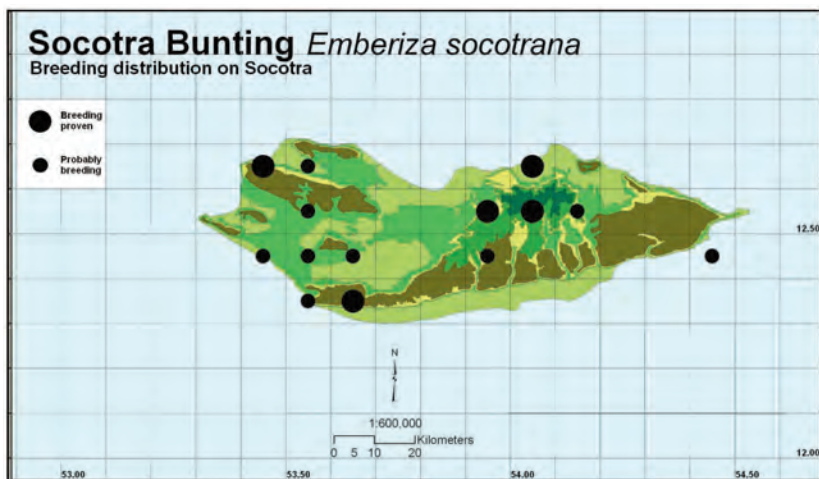 Socotra Bunting Emberiza socotrana
Breeding distribution on Socotra
Breeding
proven
Probably
breeding
12.50
N
1:600,000
Kilometers
0 5 10 20
12.00
53.00 53.50 54.00 54.50